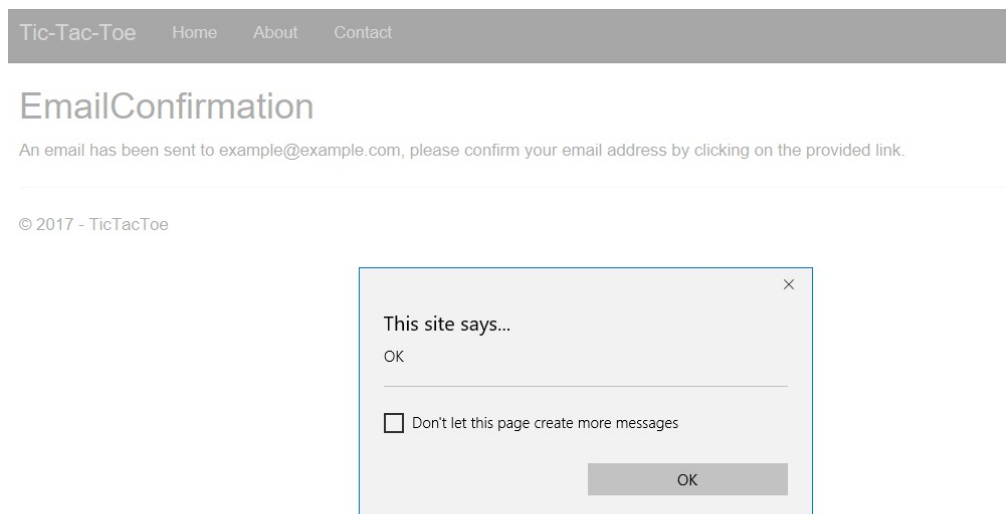 Tic-Tac-Toe Home About Contact
EmailConfirmation
An email has been sent to example@example.com, please confirm your email address by clicking on the provided link.
© 2017 - TicTacToe
This site says...
OK
Don't let this page create more messages
OK